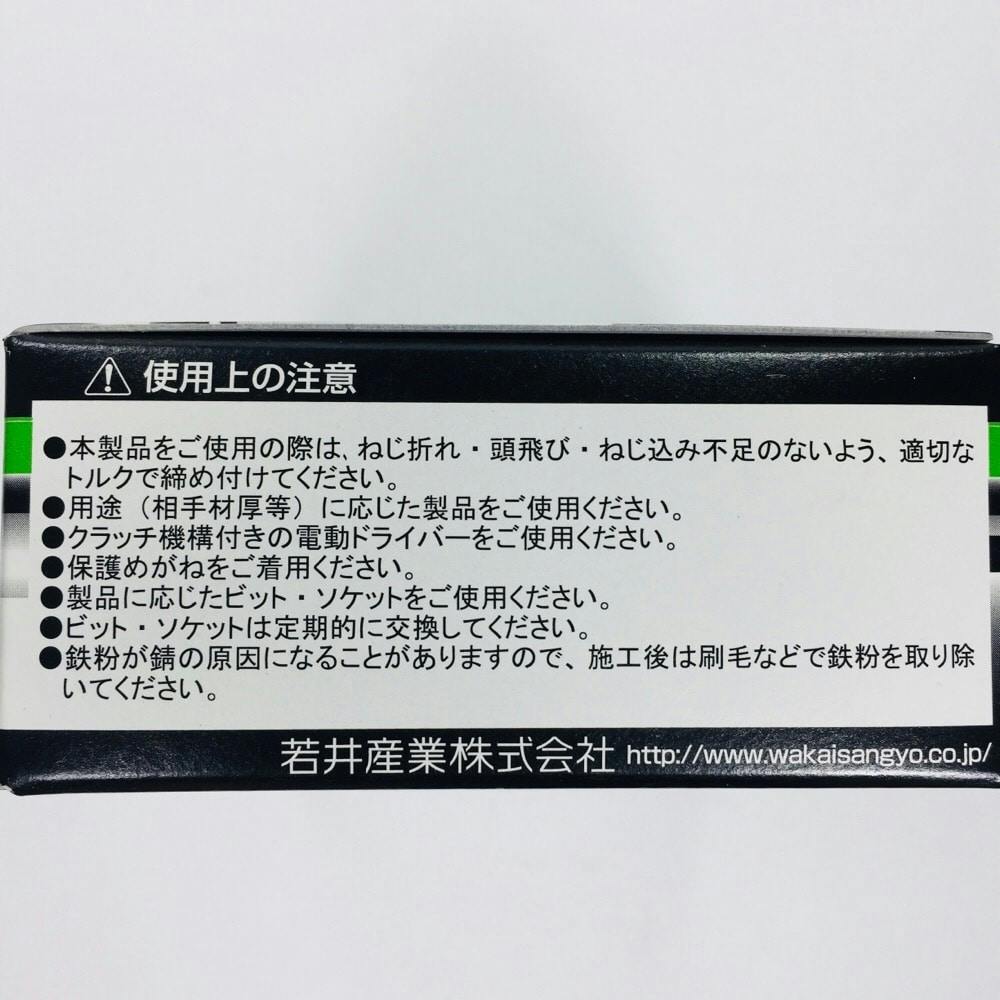 使用上の注意
●本製品をご使用の際は、ねじ折れ・頭飛び・ねじ込み不足のないよう、適切な
トルクで締め付けてください。
●用途（相手材厚等）に応じた製品をご使用ください。
●クラッチ機構付きの電動ドライバーをご使用ください。
●保護めがねをご着用ください。
●製品に応じたビット・ソケットをご使用ください。
●ビット・ソケットは定期的に交換してください。
●鉄粉が錆の原因になることがありますので、施工後は刷毛などで鉄粉を取り除
いてください。
若井産業株式会社 http://www.wakaisangyo.co.jp/